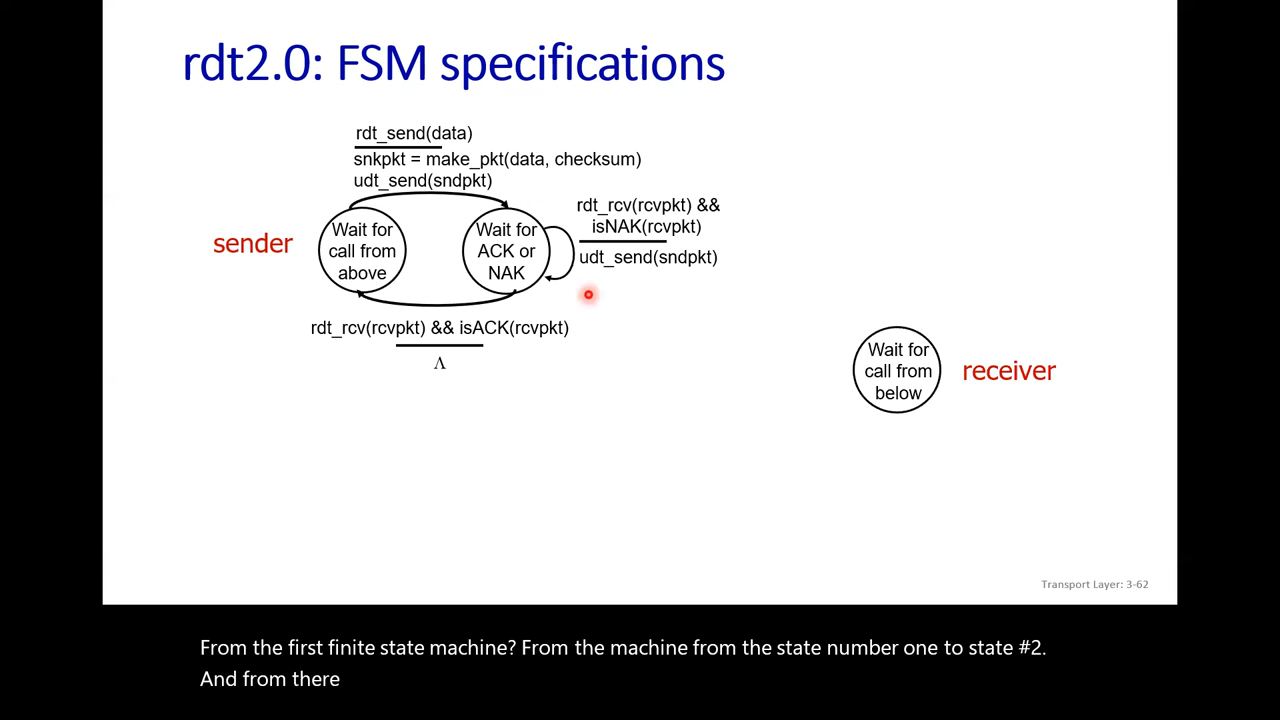 rdt2.0: FSM specifications
rdt_send(data)
snkpkt = make_pkt(data, checksum)
udt_send(sndpkt)
sender
Wait for
call from
above
Wait for
ACK or
NAK
rdt_rcv(rcvpkt) &&
isNAK(rcvpkt)
udt_send(sndpkt)
rdt_rcv(rcvpkt) && isACK(rcvpkt)
Λ
Wait for
call from
below
receiver
Transport Layer: 3-62
From the first finite state machine? From the machine from the state number one to state #2.
And from there